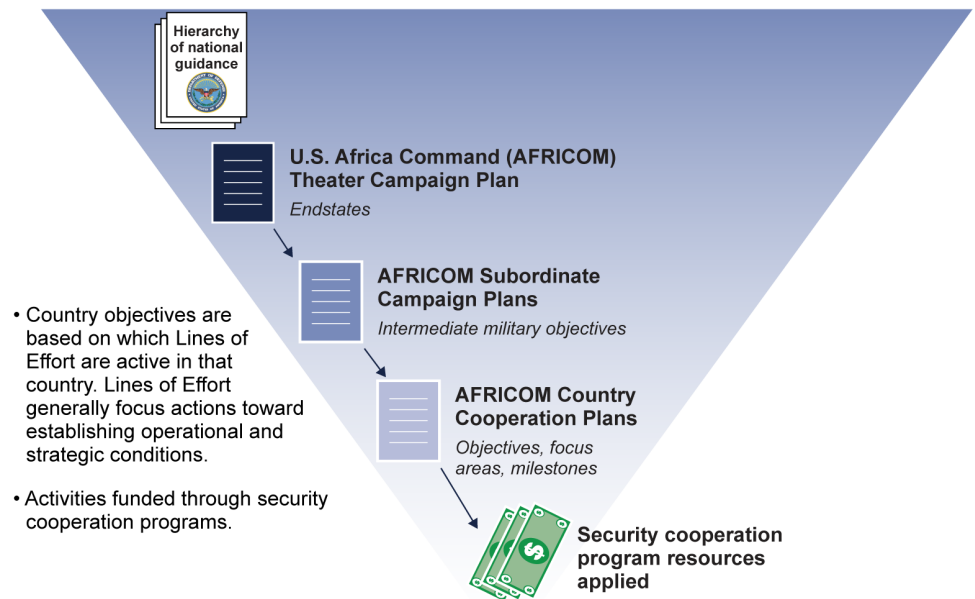 Hierarchy
of national
guidance
U.S. Africa Command (AFRICOM)
Theater Campaign Plan
Endstates
AFRICOM Subordinate
Campaign Plans
Intermediate military objectives
• Country objectives are
based on which Lines of
Effort are active in that
country. Lines of Effort
generally focus actions toward
establishing operational and
strategic conditions.
• Activities funded through security
cooperation programs.
AFRICOM Country
Cooperation Plans
Objectives, focus
areas, milestones
$
Security cooperation
program resources
applied